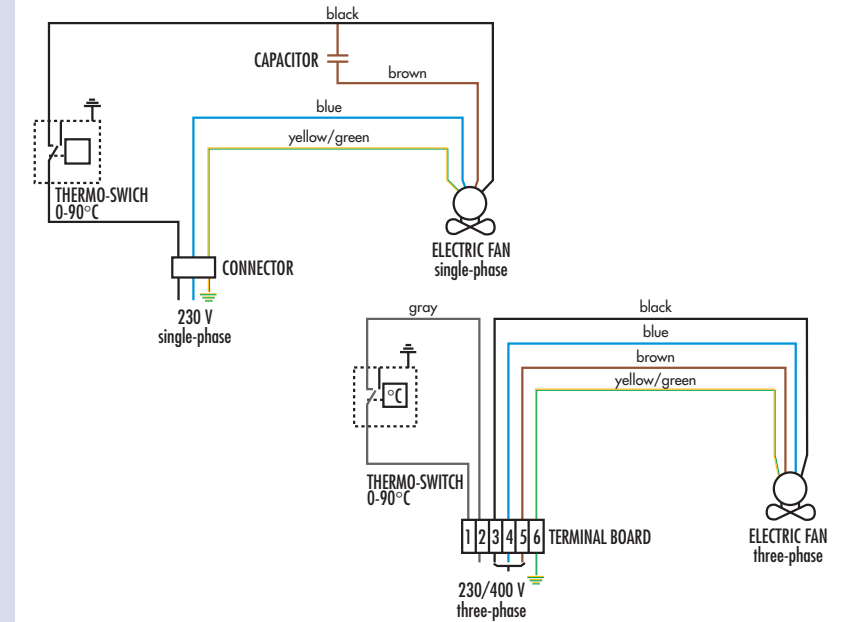 black
CAPACITOR
brown
blue
yellow/green
THERMO-SWICH
0-90°C
ELECTRIC FAN
single-phase
CONNECTOR
230 V
single-phase
gray
black
blue
brown
yellow/green
°C
THERMO-SWITCH
0-90°C
1 2 3 4 5 6 TERMINAL BOARD
ELECTRIC FAN
three-phase
230/400 V
three-phase